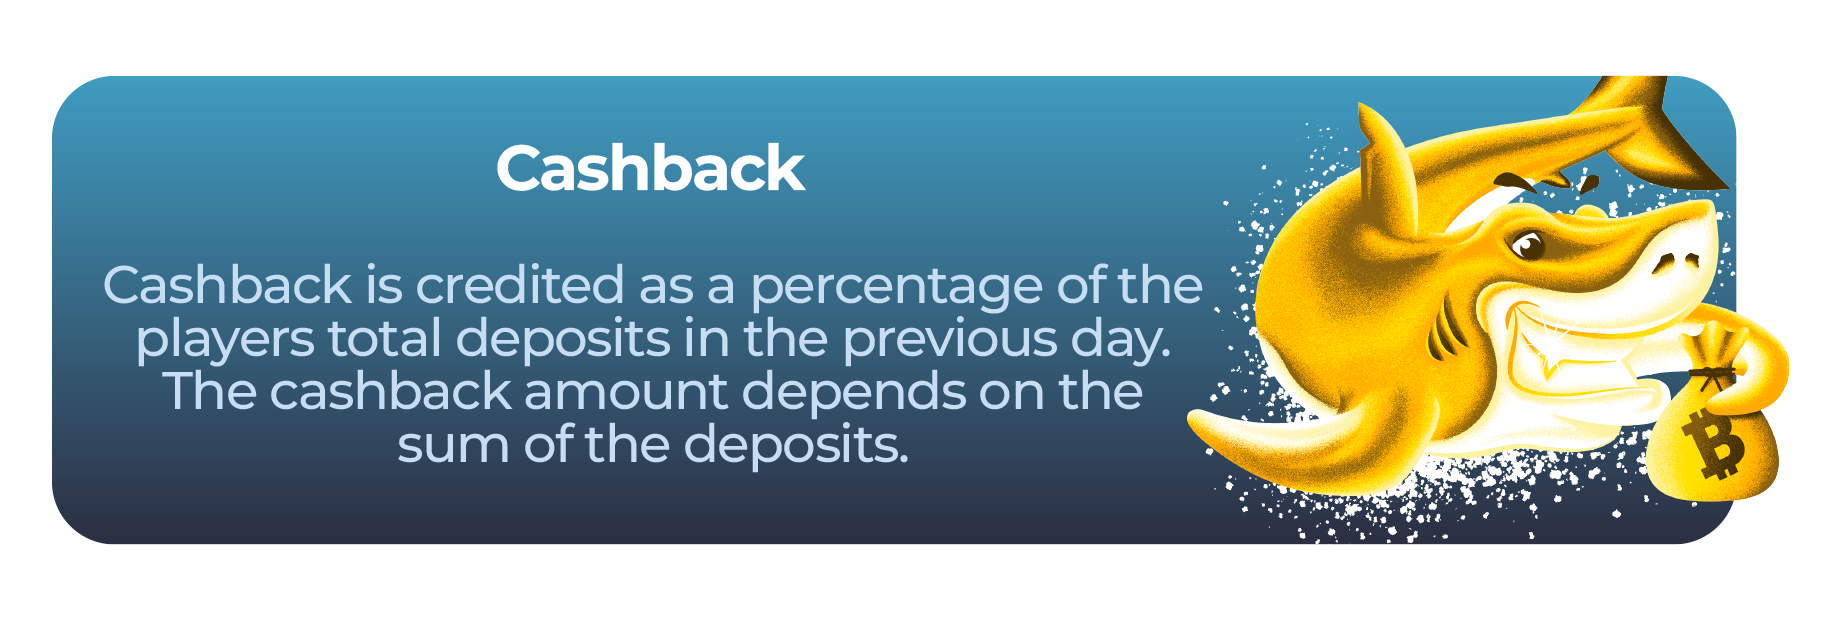 Cashback
Cashback is credited as a percentage of the
players total deposits in the previous day.
The cashback amount depends on the
sum of the deposits.